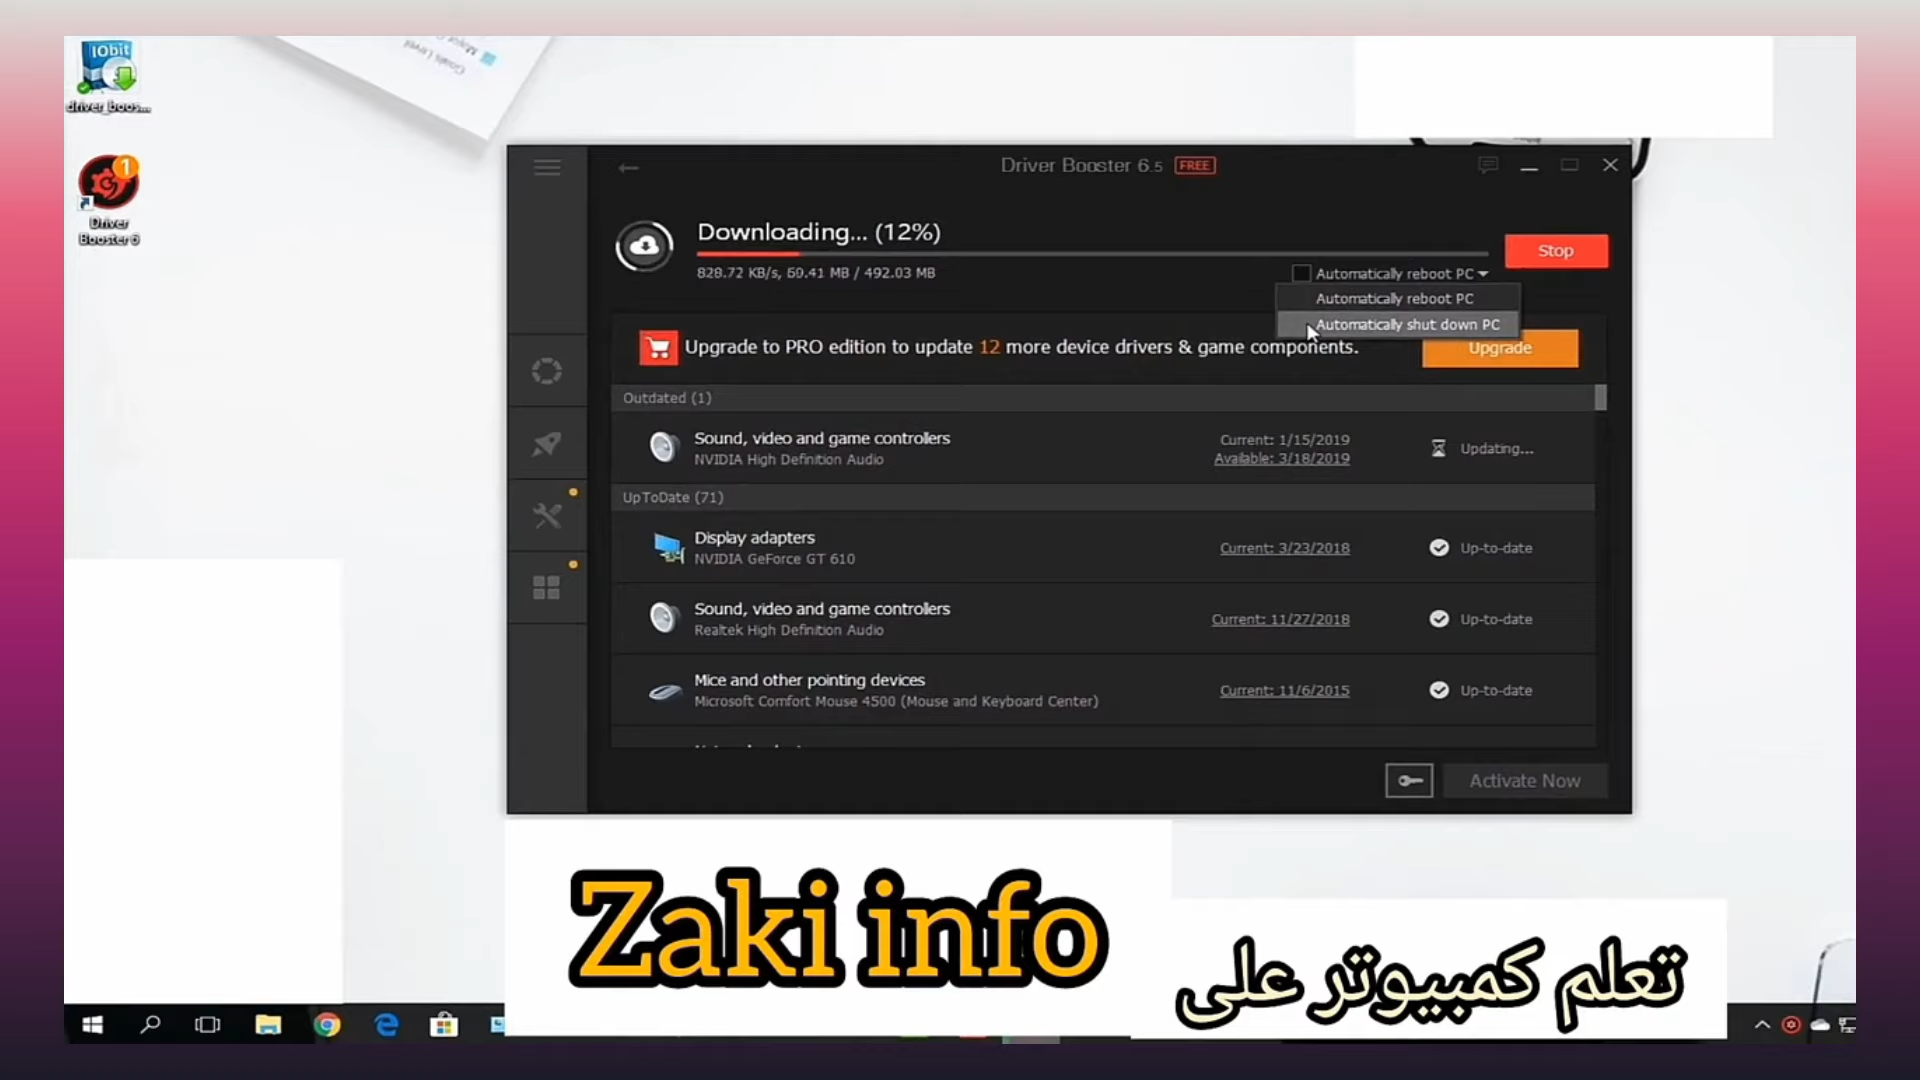 IObit
driver_boos...
1
Driver
Booster 6
Goals Level
Driver Booster 6.5 FREE
Downloading... (12%)
Stop
828.72 KB/s, 60.41 MB / 492.03 MB
Automatically reboot PC
Automatically reboot PC
Automatically shut down PC
Upgrade to PRO edition to update 12 more device drivers & game components.
Upgrade
Outdated (1)
Sound, video and game controllers
NVIDIA High Definition Audio
Current: 1/15/2019
Available: 3/18/2019
Updating...
UpToDate (71)
Display adapters
NVIDIA GeForce GT 610
Current: 3/23/2018
Up-to-date
Sound, video and game controllers
Realtek High Definition Audio
Current: 11/27/2018
Up-to-date
Mice and other pointing devices
Microsoft Comfort Mouse 4500 (Mouse and Keyboard Center)
Current: 11/6/2015
Up-to-date
Activate Now
Zaki info
تعلم كمبيوتر على